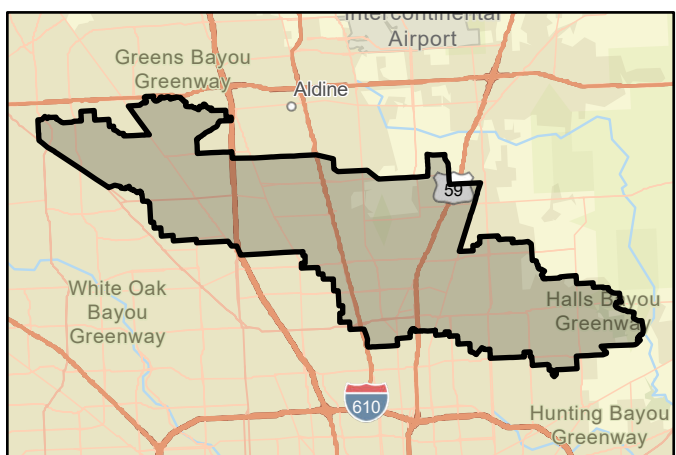 Intercontinental
Airport
Greens Bayou
Greenway
Aldine
59
White Oak
Bayou
Greenway
Halls Bayou
Greenway
610
Hunting Bayou
Greenway